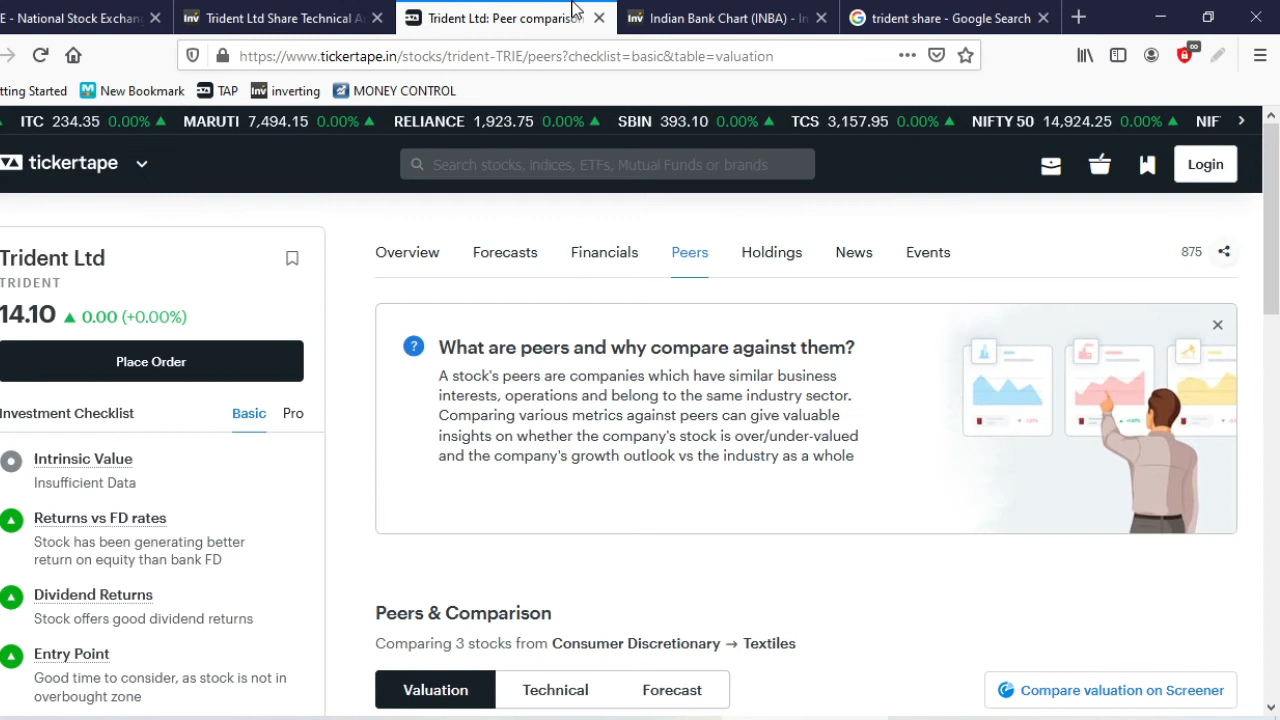 E - National Stock Exchan
Trident Ltd Share Technical A
Trident Ltd: Peer comparison
Indian Bank Chart (INBA) - In
trident share - Google Search
https://www.tickertape.in/stocks/trident-TRIE/peers?checklist=basic&table=valuation
tting Started
New Bookmark
TAP
inverting
MONEY CONTROL
ITC 234.35 0.00% MARUTI 7,494.15 0.00% RELIANCE 1,923.75 0.00% SBIN 393.10 0.00% TCS 3,157.95 0.00% NIFTY 50 14,924.25 0.00% NIF
tickertape
Search stocks, indices, ETFs, Mutual Funds or brands
Login
Trident Ltd
TRIDENT
14.10 0.00 (+0.00%)
Place Order
Investment Checklist
Basic
Pro
Intrinsic Value
Insufficient Data
Returns vs FD rates
Stock has been generating better
return on equity than bank FD
Dividend Returns
Stock offers good dividend returns
Entry Point
Good time to consider, as stock is not in
overbought zone
Overview
Forecasts
Financials
Peers
Holdings
News
Events
875
What are peers and why compare against them?
A stock's peers are companies which have similar business
interests, operations and belong to the same industry sector.
Comparing various metrics against peers can give valuable
insights on whether the company's stock is over/under-valued
and the company's growth outlook vs the industry as a whole
Peers & Comparison
Comparing 3 stocks from Consumer Discretionary → Textiles
Valuation
Technical
Forecast
Compare valuation on Screener